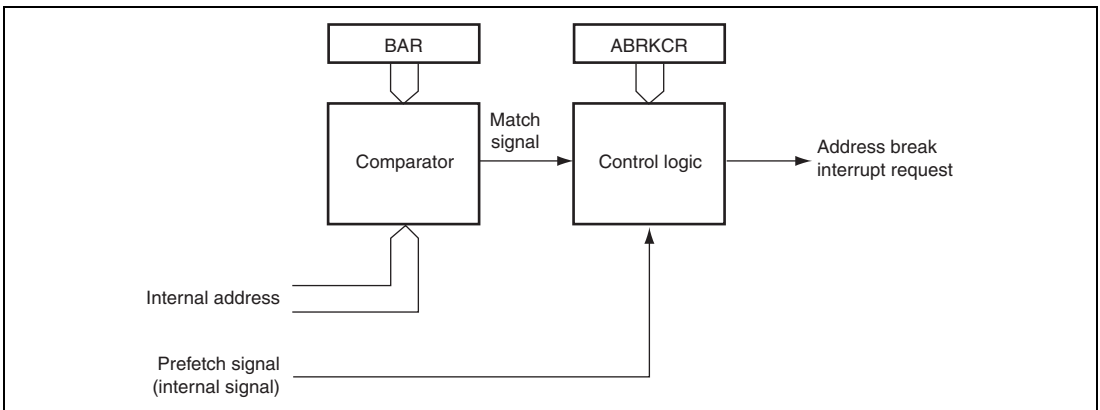 BAR
ABRKCR
Match
signal
Comparator
Control logic
Address break
interrupt request
Internal address
Prefetch signal
(internal signal)